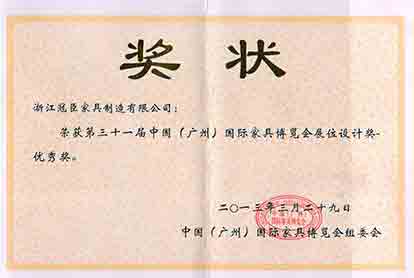 奖状
浙江冠臣家具制造有限公司：
荣获第三十一届中国（广州）国际家具博览会展位设计奖-
优秀奖。
二〇一三年三月二十九日
中国（广州）国际家具博览会组委会